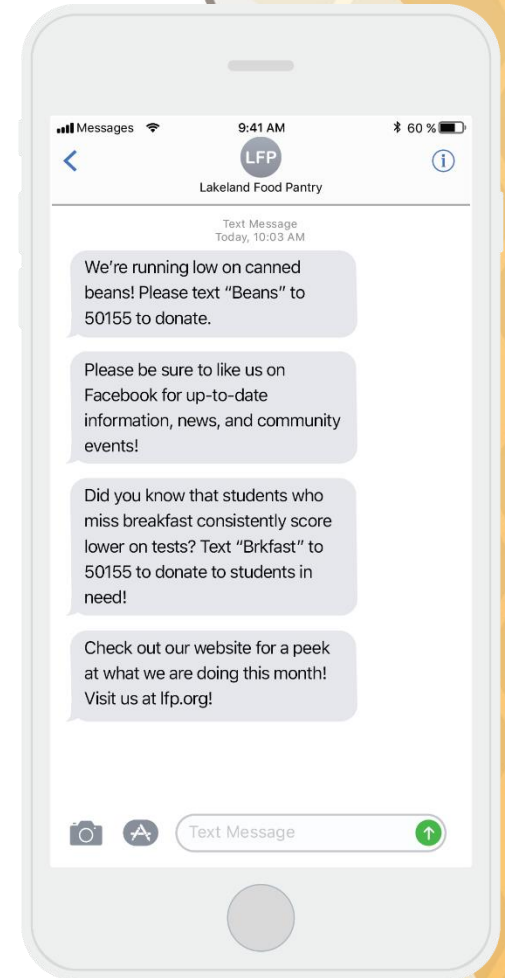 Messages 9:41 AM 60 %
LFP
Lakeland Food Pantry
Text Message
Today, 10:03 AM
We're running low on canned
beans! Please text “Beans” to
50155 to donate.
Please be sure to like us on
Facebook for up-to-date
information, news, and community
events!
Did you know that students who
miss breakfast consistently score
lower on tests? Text “Brkfast” to
50155 to donate to students in
need!
Check out our website for a peek
at what we are doing this month!
Visit us at lfp.org!
Text Message